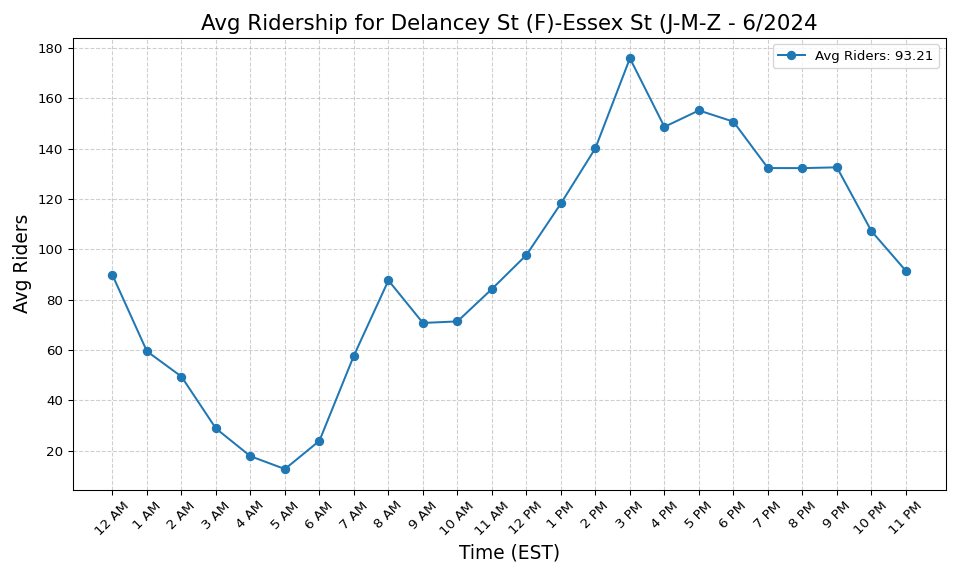 Avg Ridership for Delancey St (F)-Essex St (J-M-Z - 6/2024
Avg Riders: 93.21
Avg Riders
180
160
140
120
100
80
60
40
20
12 AM 1 AM 2 AM 3 AM 4 AM 5 AM 6 AM 7 AM 8 AM 9 AM 10 AM 11 AM 12 PM 1 PM 2 PM 3 PM 4 PM 5 PM 6 PM 7 PM 8 PM 9 PM 10 PM 11 PM
Time (EST)